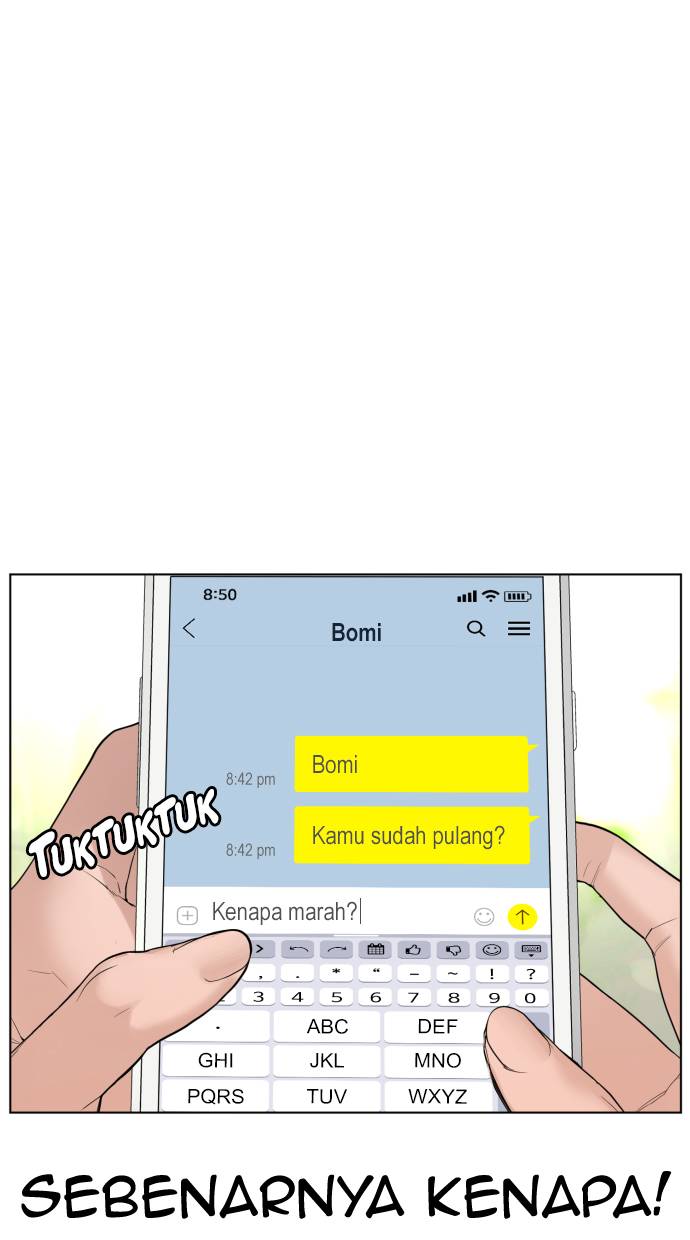 8:50
Bomi
Bomi
8:42 pm
Kamu sudah pulang?
8:42 pm
TUKTUKTUK
Kenapa marah?
> 
, . * “ – ~ ! ?
3 4 5 6 7 8 9 0
. ABC DEF
GHI JKL MNO
PQRS TUV WXYZ
SEBENARNYA KENAPA!